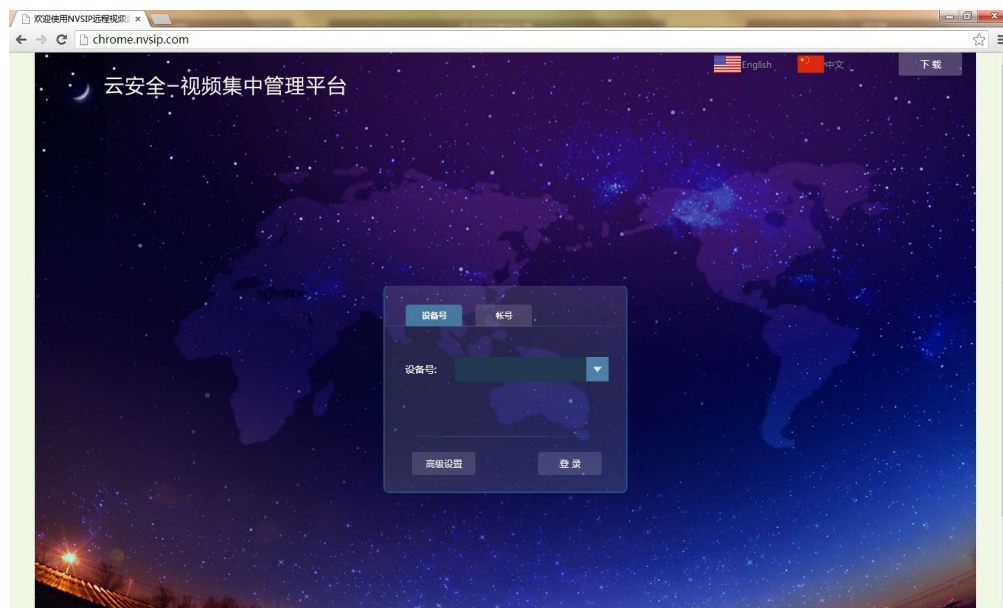 欢迎使用NVSIP远程视频
chrome.nvsip.com
云安全-视频集中管理平台
English
中文
下载
设备号
帐号
设备号:
高级设置
登录